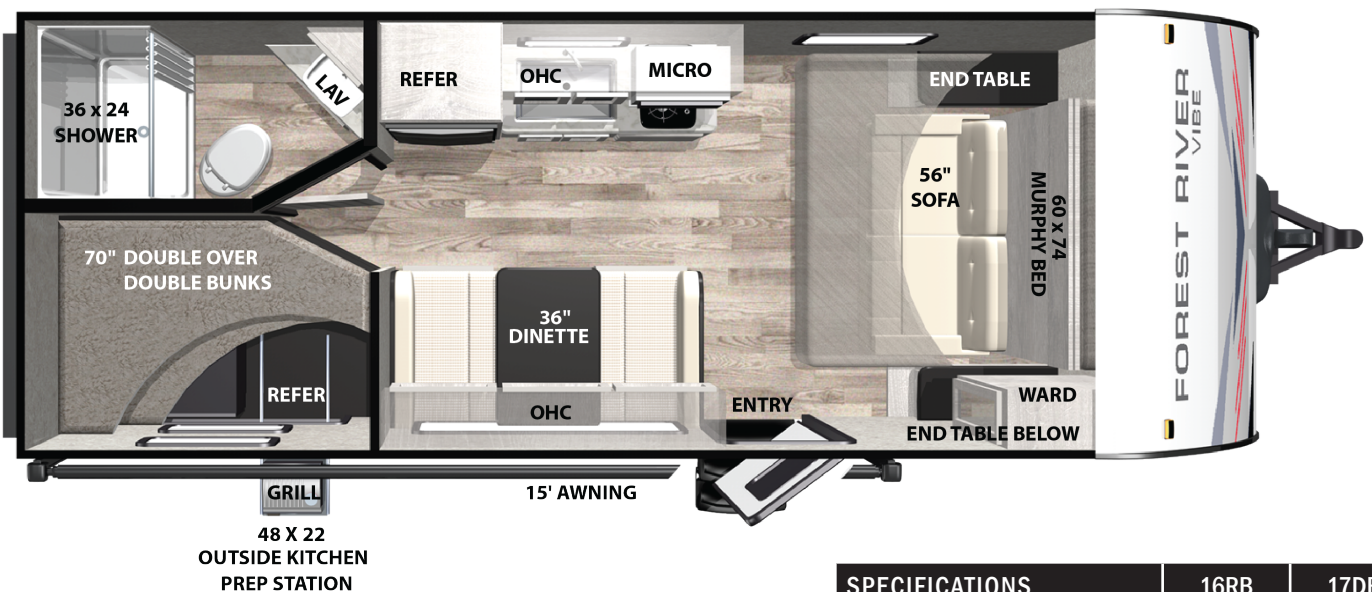 36 x 24
SHOWER
LAV
REFER
OHC
MICRO
END TABLE
56"
SOFA
60 x 74
MURPHY BED
FOREST RIVER
VIBE
70" DOUBLE OVER
DOUBLE BUNKS
36"
DINETTE
REFER
OHC
ENTRY
WARD
END TABLE BELOW
GRILL
15' AWNING
48 X 22
OUTSIDE KITCHEN
PREP STATION
SPECIFICATIONS 16RB